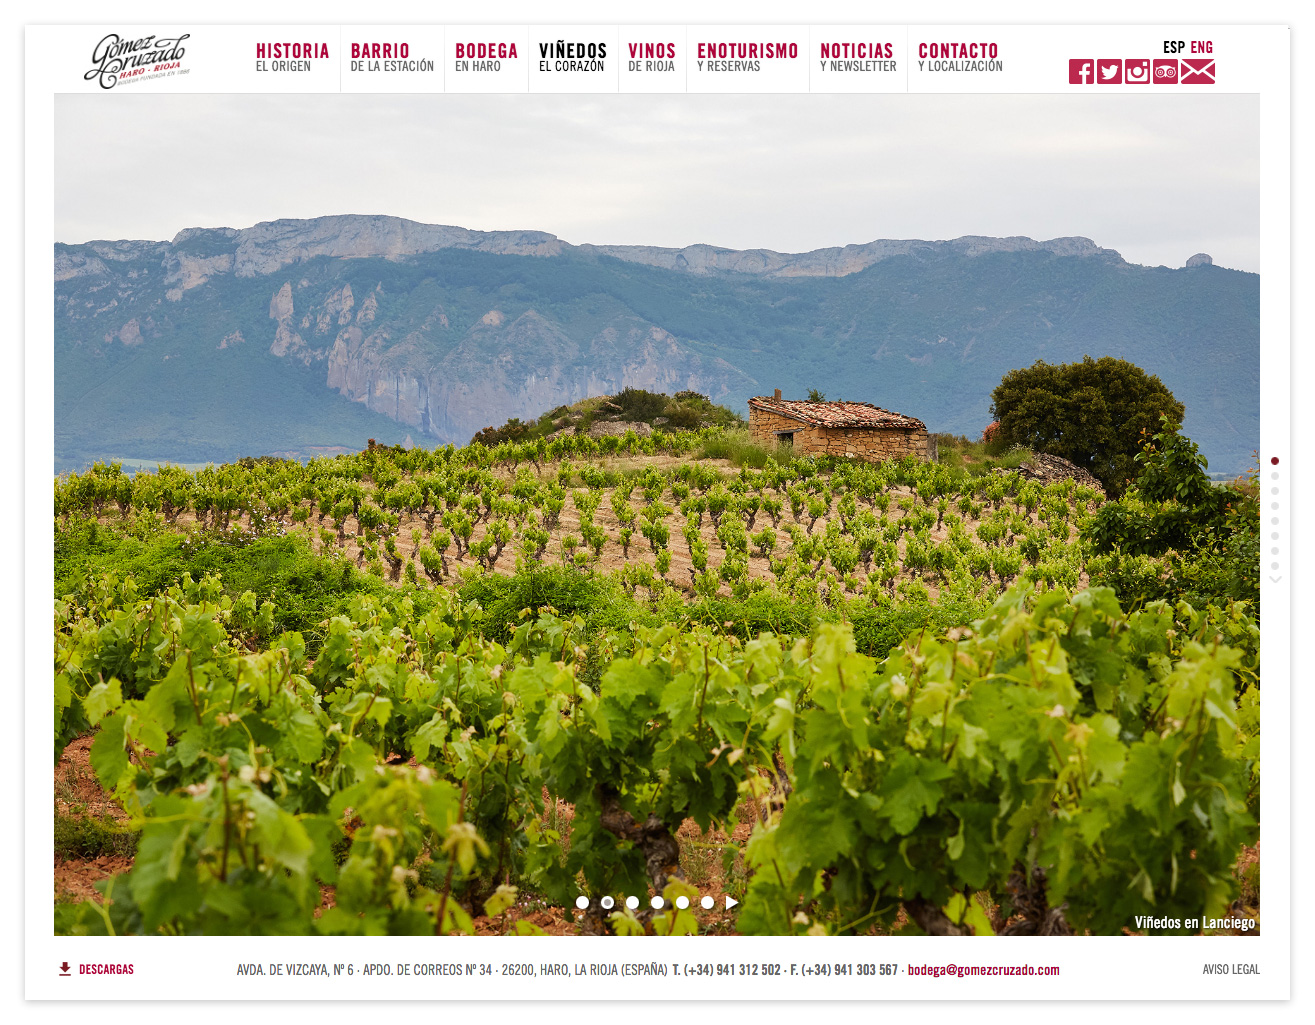 Gómez
Cruzado
HARO - RIOJA
BODEGA FUNDADA EN 1886
HISTORIA
EL ORIGEN
BARRIO
DE LA ESTACIÓN
BODEGA
EN HARO
VIÑEDOS
EL CORAZÓN
VINOS
DE RIOJA
ENOTURISMO
Y RESERVAS
NOTICIAS
Y NEWSLETTER
CONTACTO
Y LOCALIZACIÓN
ESP ENG
Viñedos en Lanciego
DESCARGAS
AVDA. DE VIZCAYA, Nº 6 · APDO. DE CORREOS Nº 34 · 26200, HARO, LA RIOJA (ESPAÑA) T. (+34) 941 312 502 · F. (+34) 941 303 567 · bodega@gomezcruzado.com
AVISO LEGAL